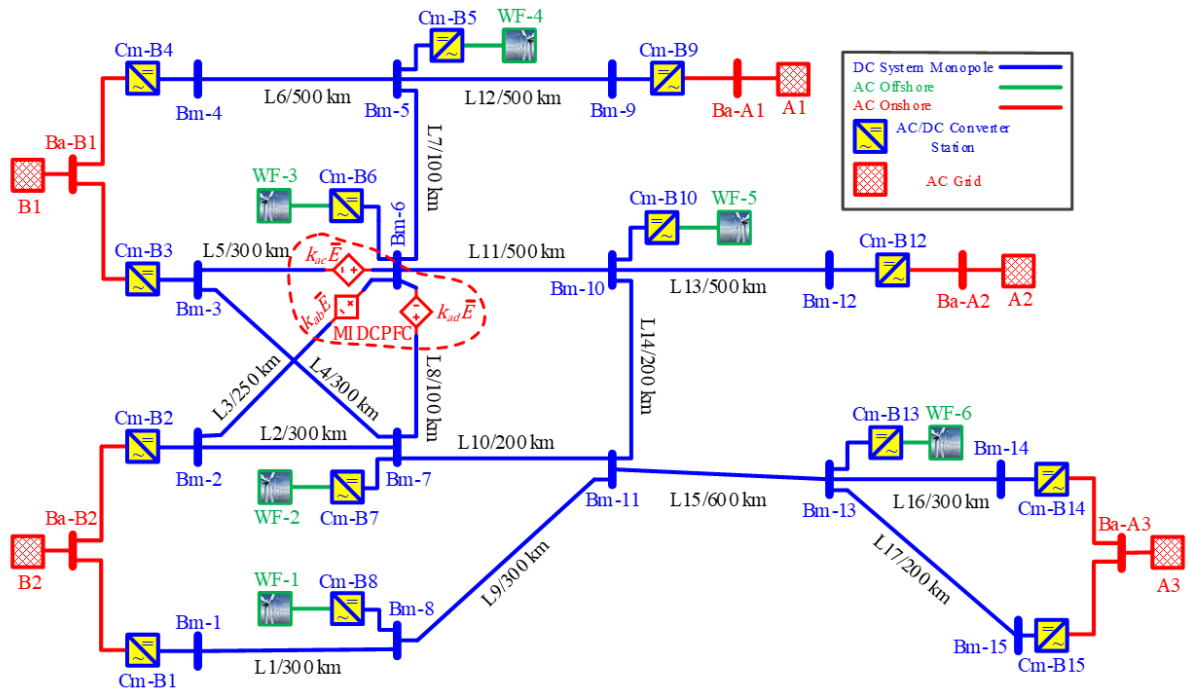 Cm-B5
WF-4
Cm-B4
Cm-B9
Bm-4
L6/500 km
Bm-5
L12/500 km
Bm-9
Ba-A1
A1
DC System Monopole
AC Offshore
AC Onshore
AC/DC Converter
Station
AC Grid
Ba-B1
B1
L7/100 km
WF-3
Cm-B6
Bm-6
Cm-B10
WF-5
Cm-B3
L5/300 km
k_ac Ē
L11/500 km
Cm-B12
Bm-3
k_ab Ē
k_ad Ē
MIDCPFC
Bm-10
L13/500 km
Bm-12
Ba-A2
A2
L3/250 km
L4/300 km
L8/100 km
L14/200 km
Cm-B2
L2/300 km
L10/200 km
Cm-B13
WF-6
Bm-2
Bm-7
Bm-11
Bm-14
WF-2
Cm-B7
L15/600 km
Bm-13
L16/300 km
Cm-B14
Ba-B2
B2
Ba-A3
A3
WF-1
Cm-B8
Bm-8
L9/300 km
L17/200 km
Bm-1
Cm-B1
L1/300 km
Bm-15
Cm-B15